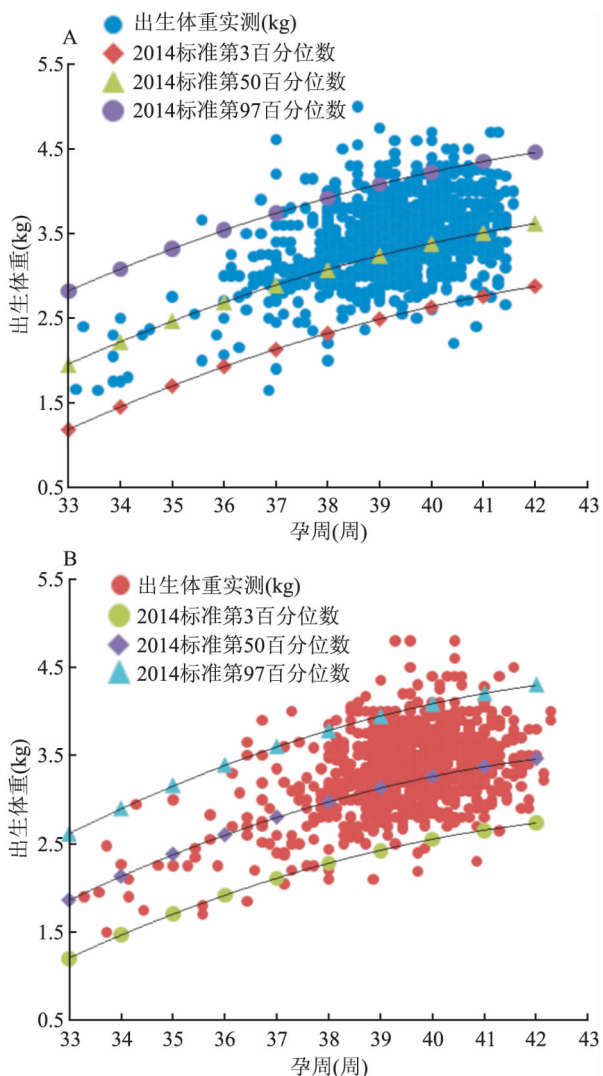 A
出生体重实测(kg)
2014标准第3百分位数
2014标准第50百分位数
2014标准第97百分位数
5.5
4.5
3.5
2.5
1.5
0.5
出生体重(kg)
33 34 35 36 37 38 39 40 41 42 43
孕周(周)
B
出生体重实测(kg)
2014标准第3百分位数
2014标准第50百分位数
2014标准第97百分位数
5.5
4.5
3.5
2.5
1.5
0.5
出生体重(kg)
33 34 35 36 37 38 39 40 41 42 43
孕周(周)